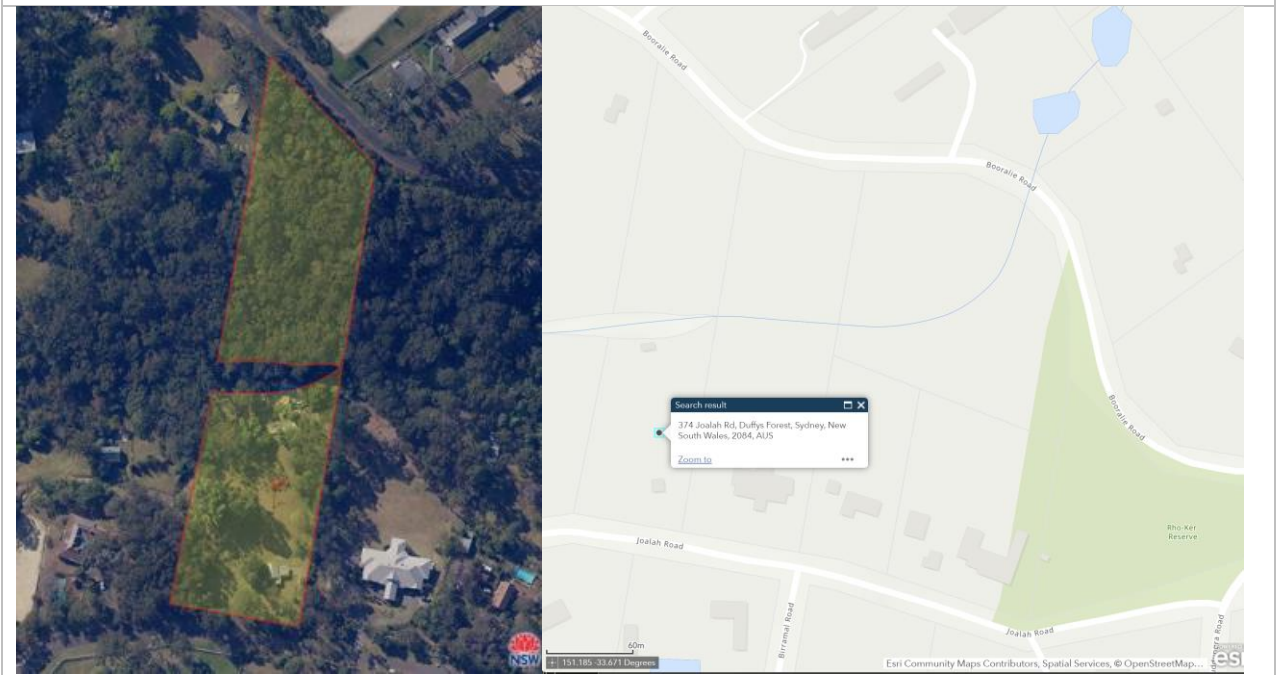 NSW
Booralie Road
Booralie Road
Booralie Road
Search result
374 Joalah Rd, Duffys Forest, Sydney, New
South Wales, 2084, AUS
Zoom to
Rho-Ker
Reserve
Joalah Road
Birramal Road
Joalah Road
60m
151.185 -33.671 Degrees
Esri Community Maps Contributors, Spatial Services, © OpenStreetMap...
esri